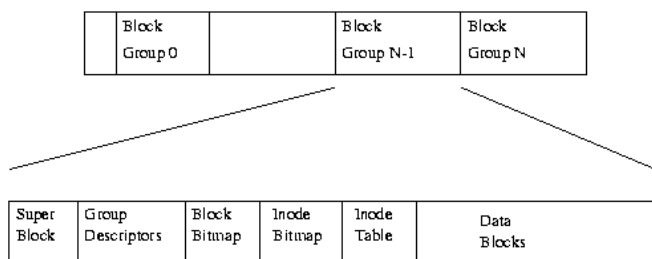 Block
Group 0
Block
Group N-1
Block
Group N
Super
Block
Group
Descriptors
Block
Bitmap
Inode
Bitmap
Inode
Table
Data
Blocks